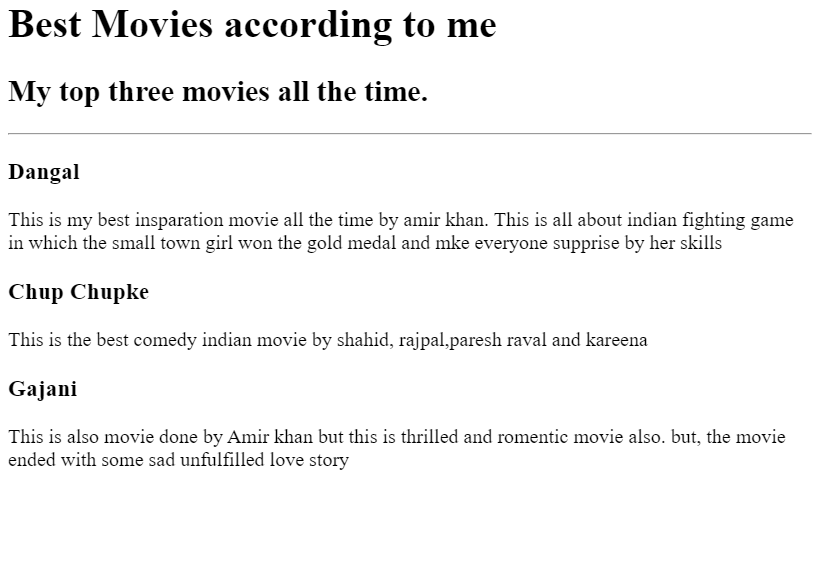 Best Movies according to me
My top three movies all the time.
Dangal
This is my best insparation movie all the time by amir khan. This is all about indian fighting game
in which the small town girl won the gold medal and mke everyone supprise by her skills
Chup Chupke
This is the best comedy indian movie by shahid, rajpal,paresh raval and kareena
Gajani
This is also movie done by Amir khan but this is thrilled and romentic movie also. but, the movie
ended with some sad unfulfilled love story